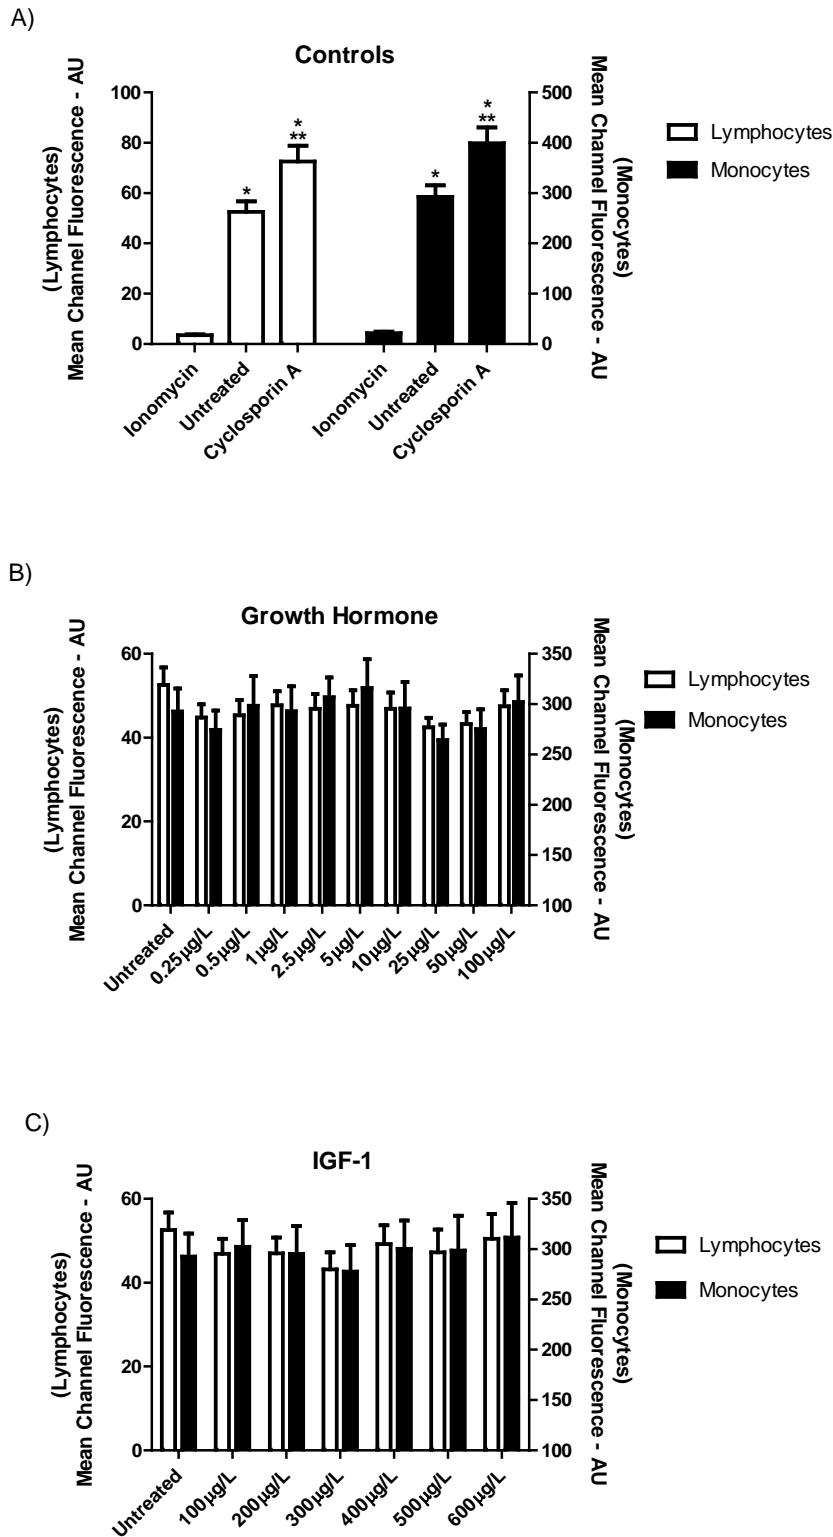 A)
Controls
(Lymphocytes)
Mean Channel Fluorescence - AU
100
80
60
40
20
0
*
*
**
*
*
**
500
400
300
200
100
0
Mean Channel Fluorescence - AU
(Monocytes)
Lymphocytes
Monocytes
Ionomycin
Untreated
Cyclosporin A
Ionomycin
Untreated
Cyclosporin A
B)
Growth Hormone
(Lymphocytes)
Mean Channel Fluorescence - AU
60
40
20
0
350
300
250
200
150
100
Mean Channel Fluorescence - AU
(Monocytes)
Lymphocytes
Monocytes
Untreated
0.25µg/L
0.5µg/L
1µg/L
2.5µg/L
5µg/L
10µg/L
25µg/L
50µg/L
100µg/L
C)
IGF-1
(Lymphocytes)
Mean Channel Fluorescence - AU
60
40
20
0
350
300
250
200
150
100
Mean Channel Fluorescence - AU
(Monocytes)
Lymphocytes
Monocytes
Untreated
100µg/L
200µg/L
300µg/L
400µg/L
500µg/L
600µg/L